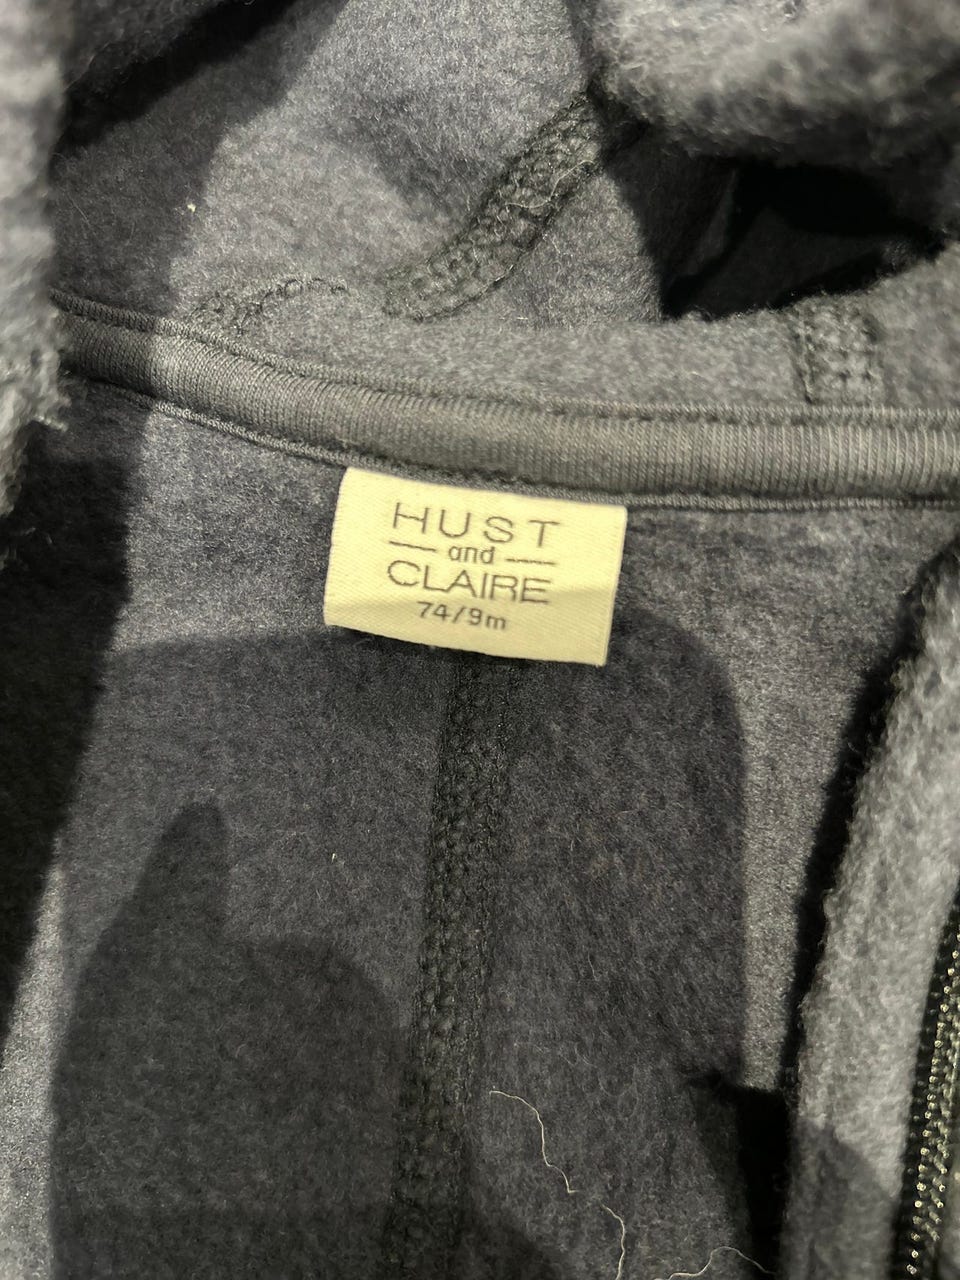 HUST
and
CLAIRE
74/9m